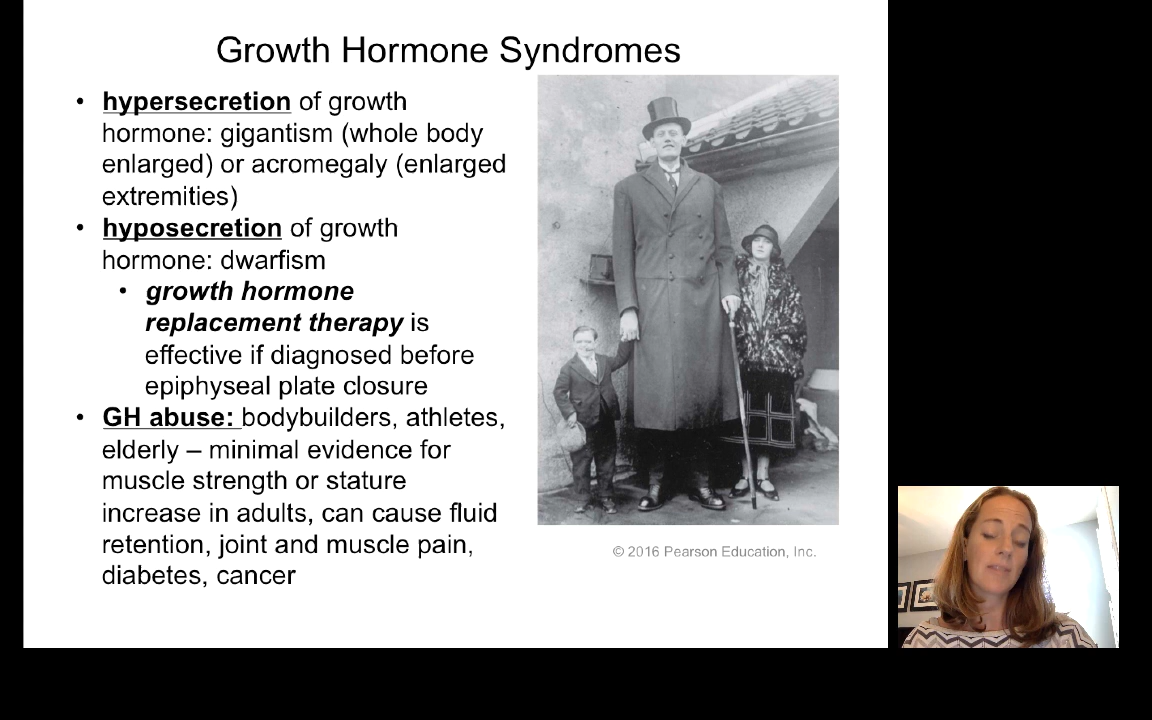 Growth Hormone Syndromes
• hypersecretion of growth
hormone: gigantism (whole body
enlarged) or acromegaly (enlarged
extremities)
• hyposecretion of growth
hormone: dwarfism
• growth hormone
replacement therapy is
effective if diagnosed before
epiphyseal plate closure
• GH abuse: bodybuilders, athletes,
elderly – minimal evidence for
muscle strength or stature
increase in adults, can cause fluid
retention, joint and muscle pain,
diabetes, cancer
© 2016 Pearson Education, Inc.